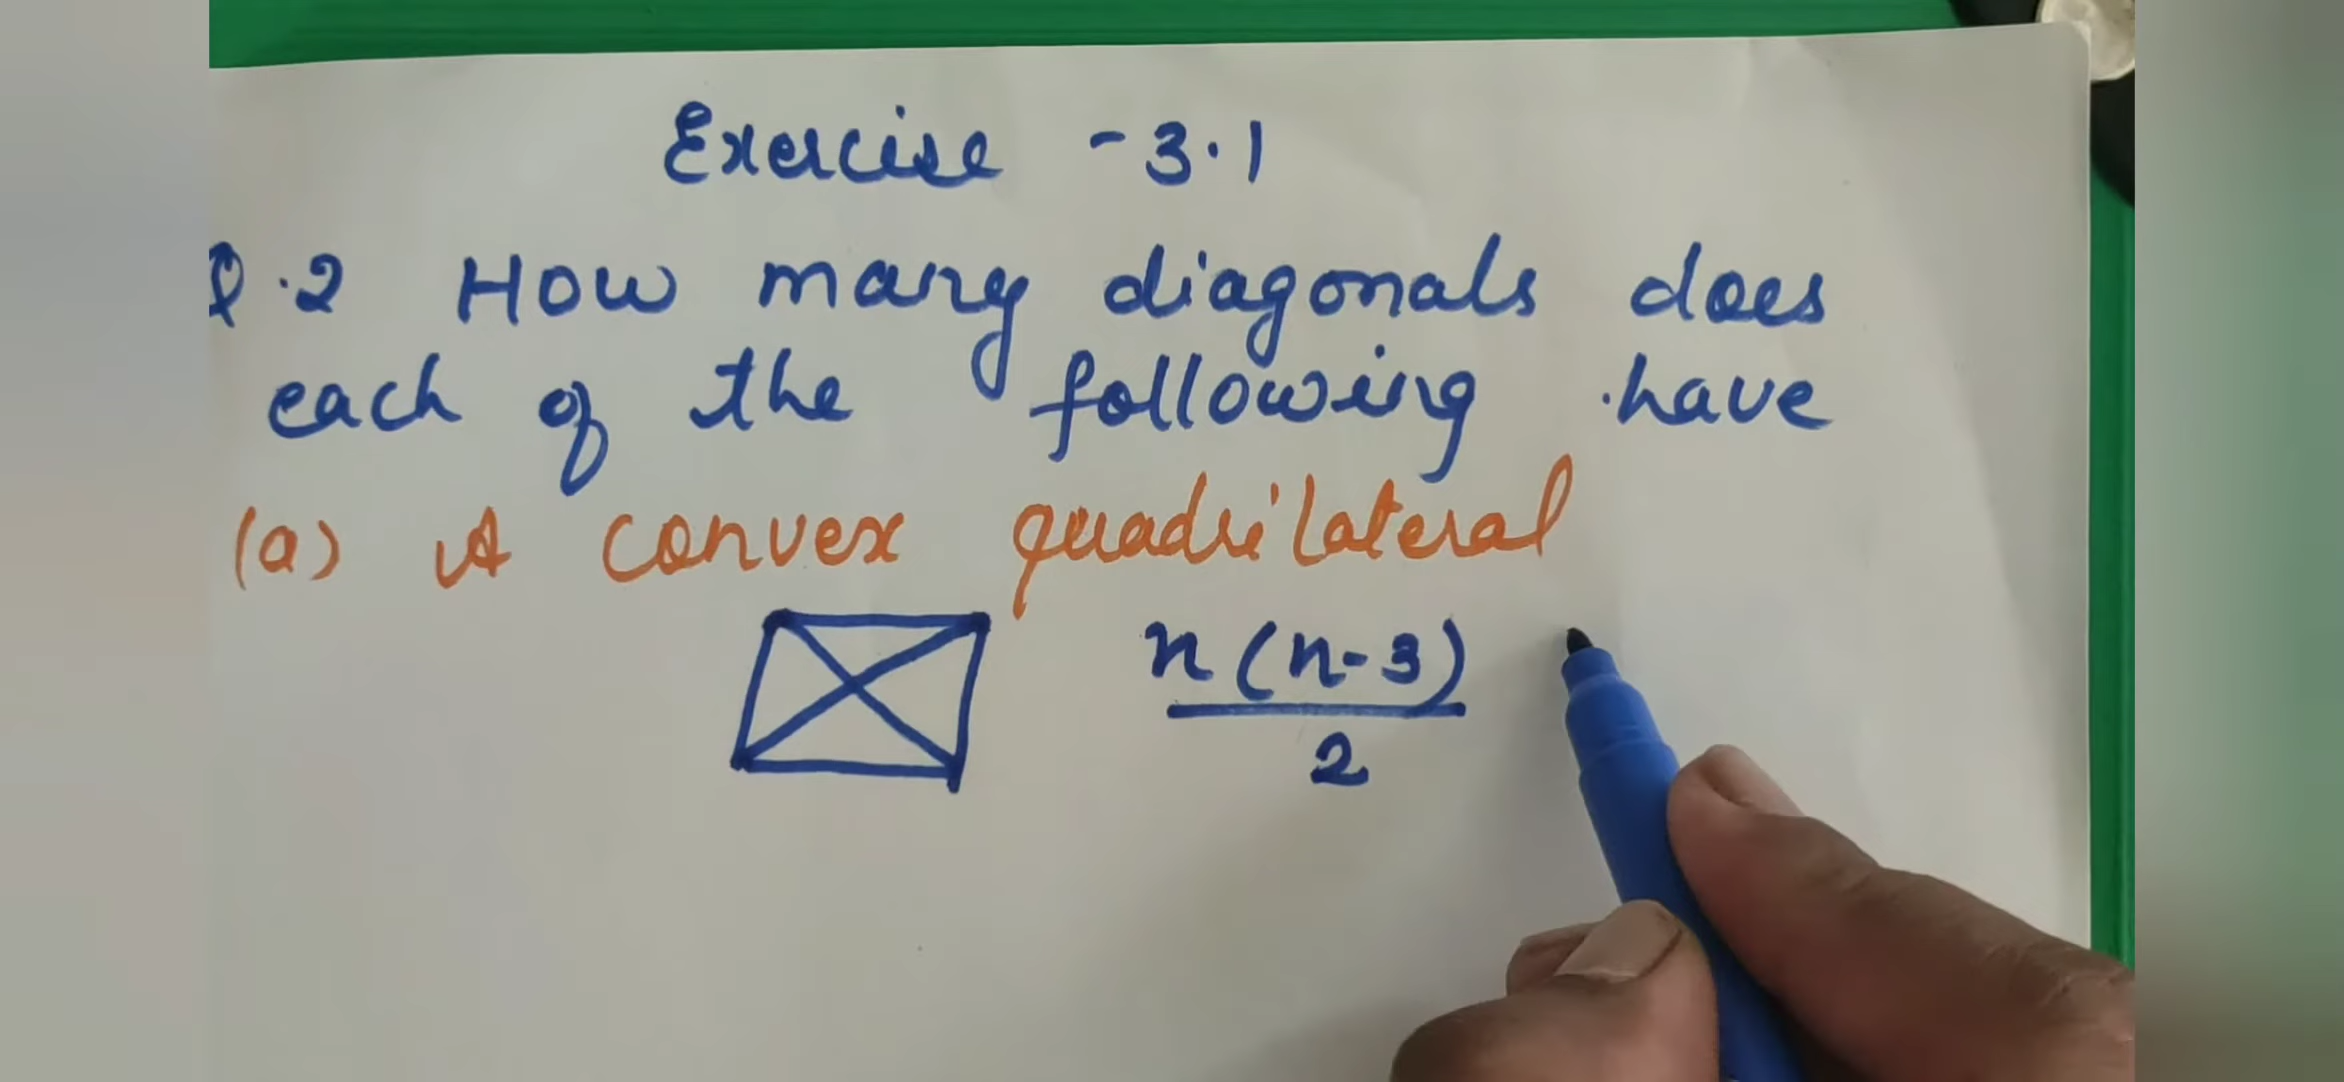 Exercise - 3.1
Q.2 How many diagonals does
each of the following have
(a) A convex quadrilateral
n(n-3)
2